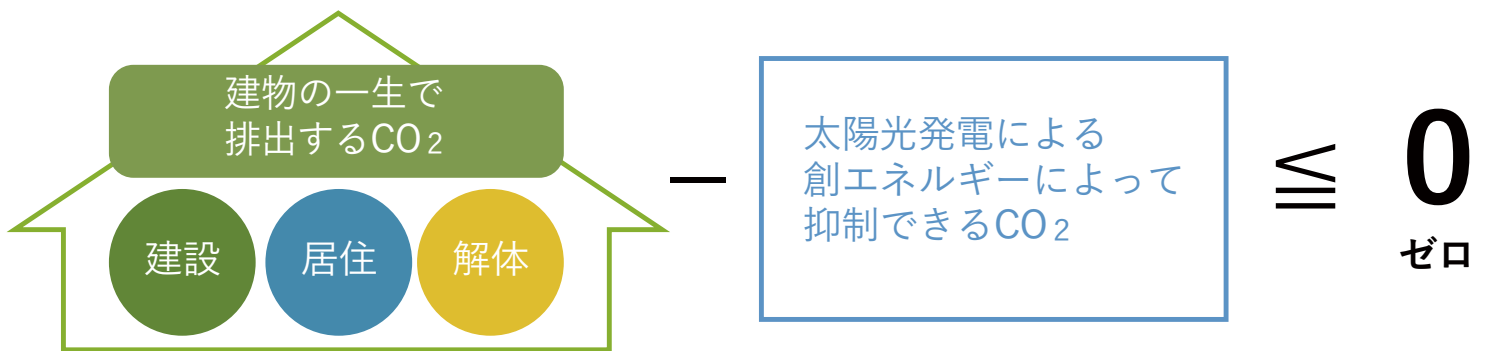 建物の一生で
排出するCO2
建設
居住
解体
－
太陽光発電による
創エネルギーによって
抑制できるCO2
≦
0
ゼロ